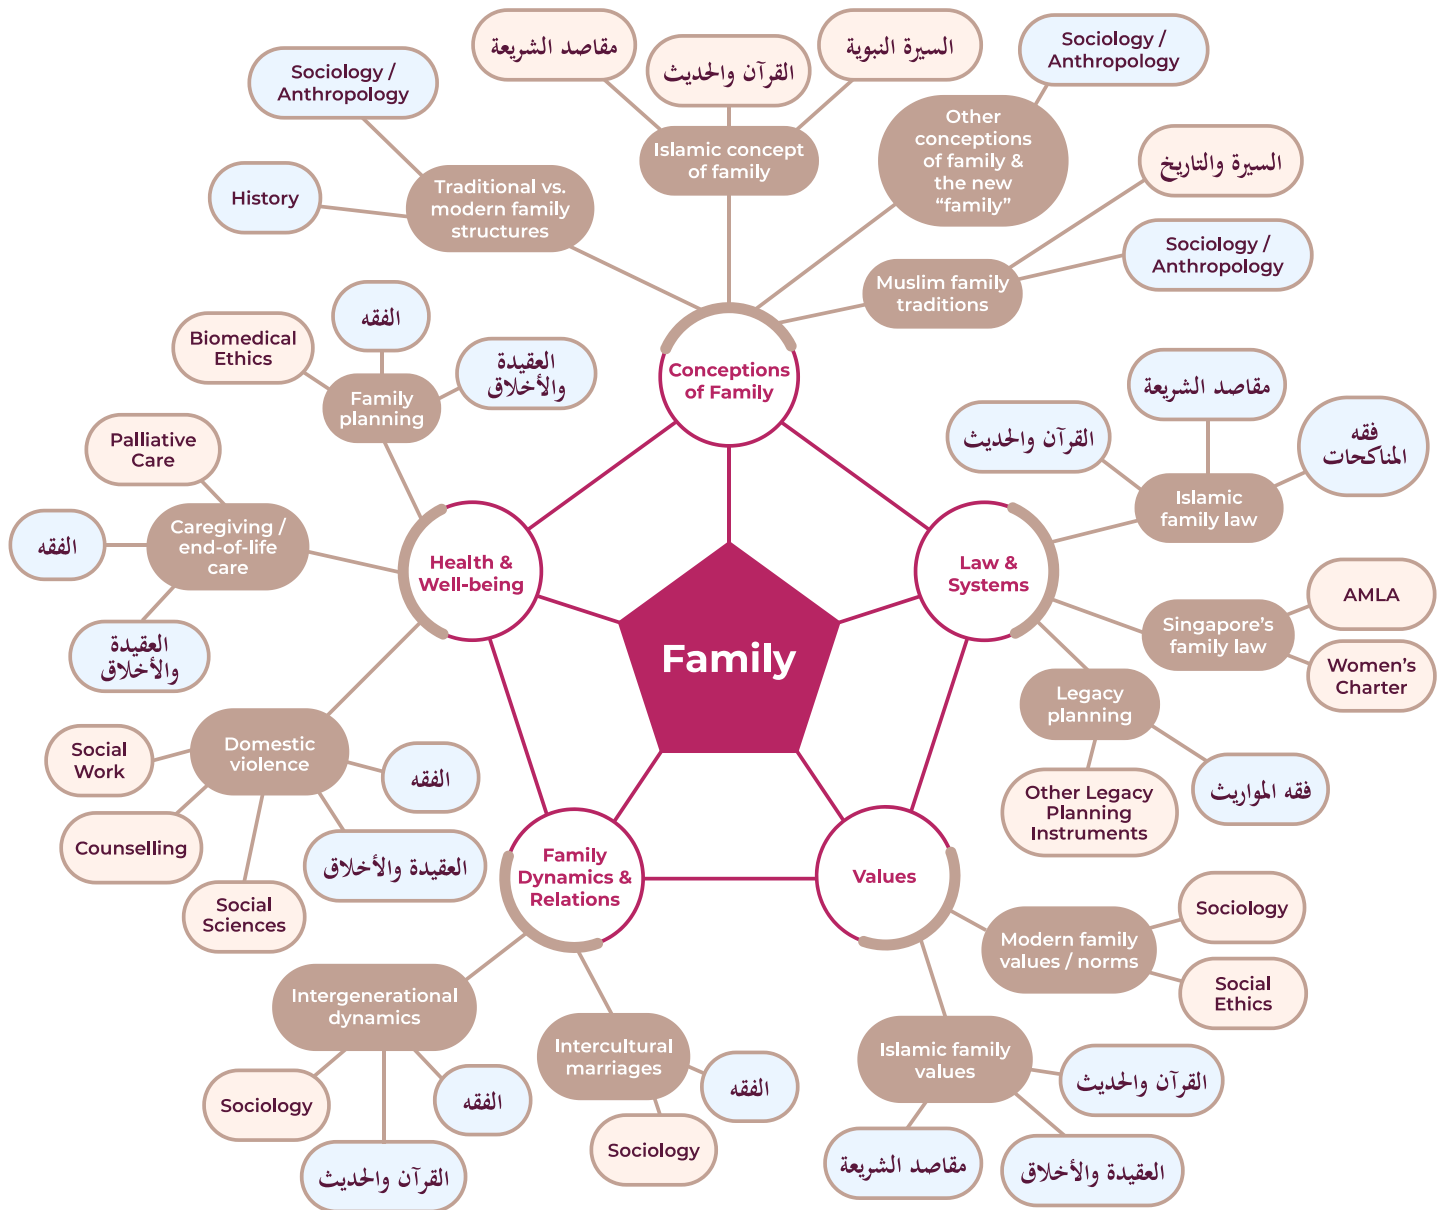 Family
Conceptions
of Family
Traditional vs.
modern family
structures
Sociology /
Anthropology
History
Islamic concept
of family
مقاصد الشريعة
القرآن والحديث
السيرة النبوية
Other
conceptions
of family &
the new
“family”
Sociology /
Anthropology
Muslim family
traditions
السيرة والتاريخ
Sociology /
Anthropology
Law &
Systems
Islamic
family law
القرآن والحديث
مقاصد الشريعة
فقه
المناكحات
Singapore’s
family law
AMLA
Women’s
Charter
Legacy
planning
Other Legacy
Planning
Instruments
فقه المواريث
Values
Modern family
values / norms
Sociology
Social
Ethics
Islamic family
values
القرآن والحديث
العقيدة والأخلاق
مقاصد الشريعة
Family
Dynamics &
Relations
Intercultural
marriages
الفقه
Sociology
Intergenerational
dynamics
Sociology
القرآن والحديث
الفقه
Health &
Well-being
Family
planning
Biomedical
Ethics
الفقه
العقيدة
والأخلاق
Caregiving /
end-of-life
care
Palliative
Care
الفقه
العقيدة
والأخلاق
Domestic
violence
Social
Work
Counselling
Social
Sciences
العقيدة والأخلاق
الفقه